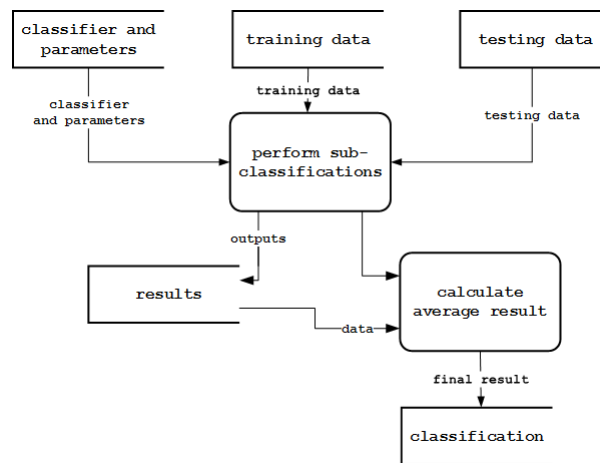 classifier and
parameters
training data
testing data
classifier
and parameters
training data
testing data
perform sub-
classifications
outputs
results
calculate
average result
data
final result
classification